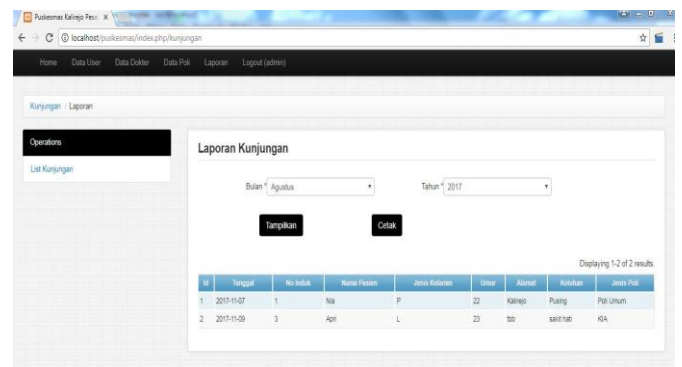 Puskesmas Kalirejo Pesa
localhost/puskesmas/index.php/kunjungan
Home Data User Data Dokter Data Poli Laporan Logout (admin)
Kunjungan / Laporan
Operations
List Kunjungan
Laporan Kunjungan
Bulan * Agustus Tahun * 2017
Tampilkan Cetak
Displaying 1-2 of 2 results.
Id Tanggal No Induk Nama Pasien Jenis Kelamin Umur Alamat Keluhan Jenis Poli
1 2017-11-07 1 Nia P 22 Kalirejo Pusing Poli Umum
2 2017-11-09 3 Apri L 23 sakit hati KIA